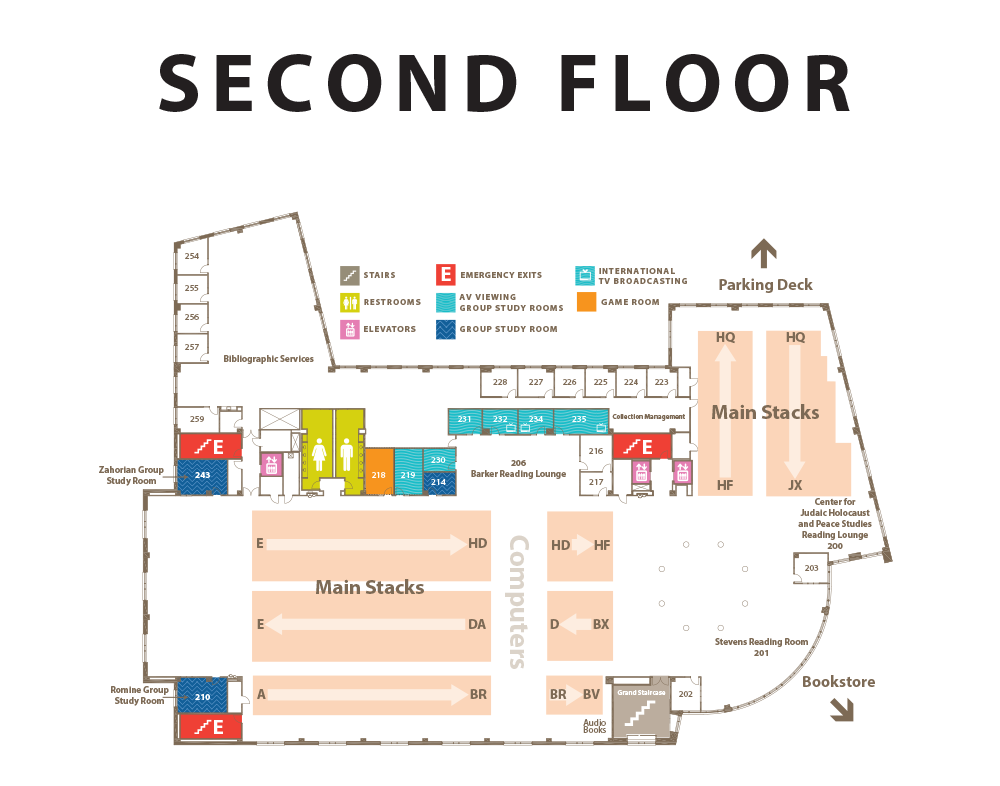 SECOND FLOOR
Parking Deck
STAIRS
E
EMERGENCY EXITS
INTERNATIONAL
TV BROADCASTING
RESTROOMS
AV VIEWING
GROUP STUDY ROOMS
GAME ROOM
ELEVATORS
GROUP STUDY ROOM
254
255
256
257
Bibliographic Services
228
227
226
225
224
223
HQ
HQ
Main Stacks
HF
JX
259
231
232
234
235
Collection Management
E
E
Zahorian Group
Study Room
243
218
219
230
214
206
Barker Reading Lounge
216
217
Center for
Judaic Holocaust
and Peace Studies
Reading Lounge
200
203
E
HD
Computers
HD
HF
Main Stacks
E
DA
D
BX
Stevens Reading Room
201
Bookstore
Romine Group
Study Room
210
E
A
BR
BR
BV
Audio
Books
Grand Staircase
202